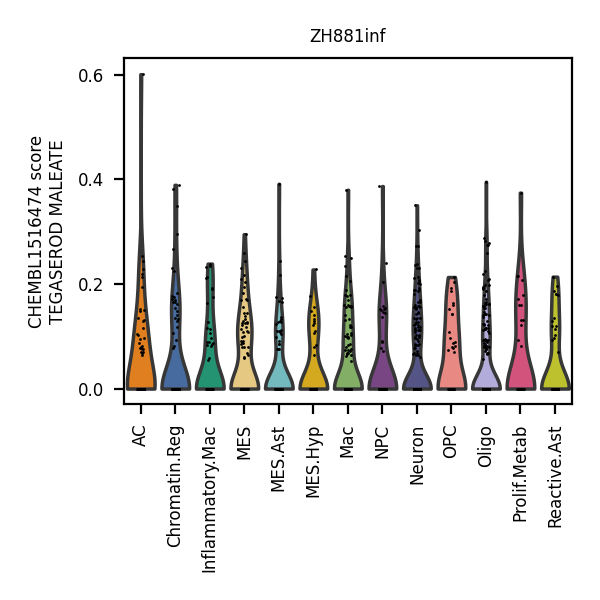 ZH881inf
CHEMBL1516474 score
TEGASEROD MALEATE
0.6
0.4
0.2
0.0
AC
Chromatin.Reg
Inflammatory.Mac
MES
MES.Ast
MES.Hyp
Mac
NPC
Neuron
OPC
Oligo
Prolif.Metab
Reactive.Ast